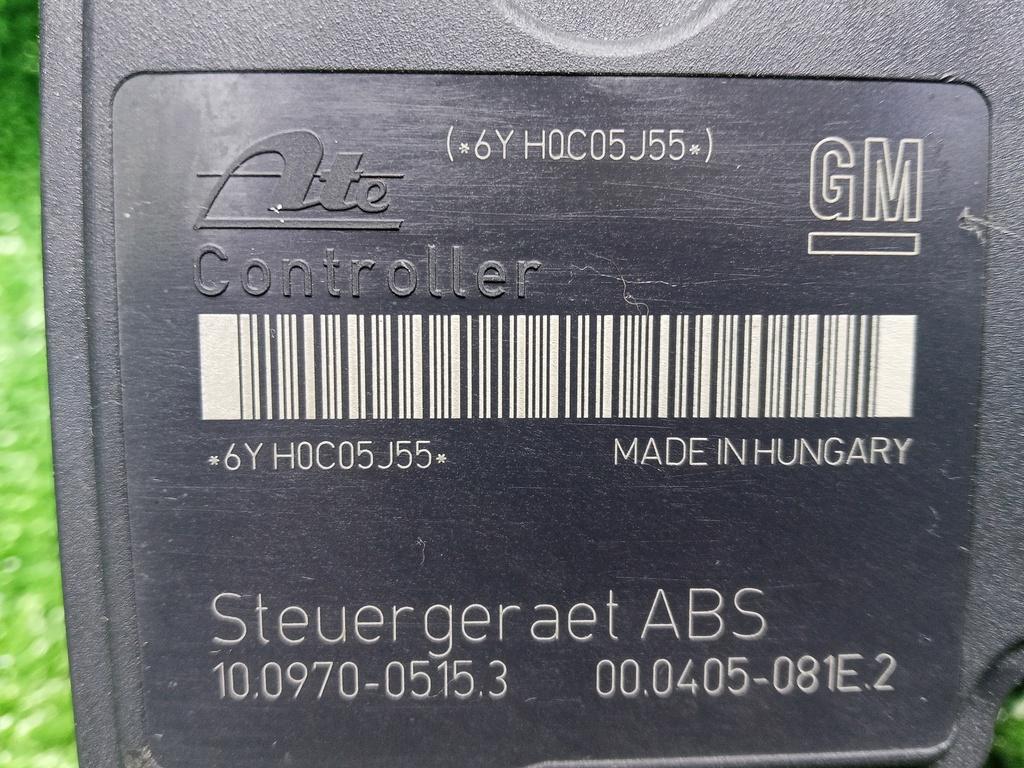 (*6Y H0C05J55*)
Ate
GM
Controller
*6Y H0C05J55*
MADE IN HUNGARY
Steuergeraet ABS
10.0970-0515.3
00.0405-081E.2